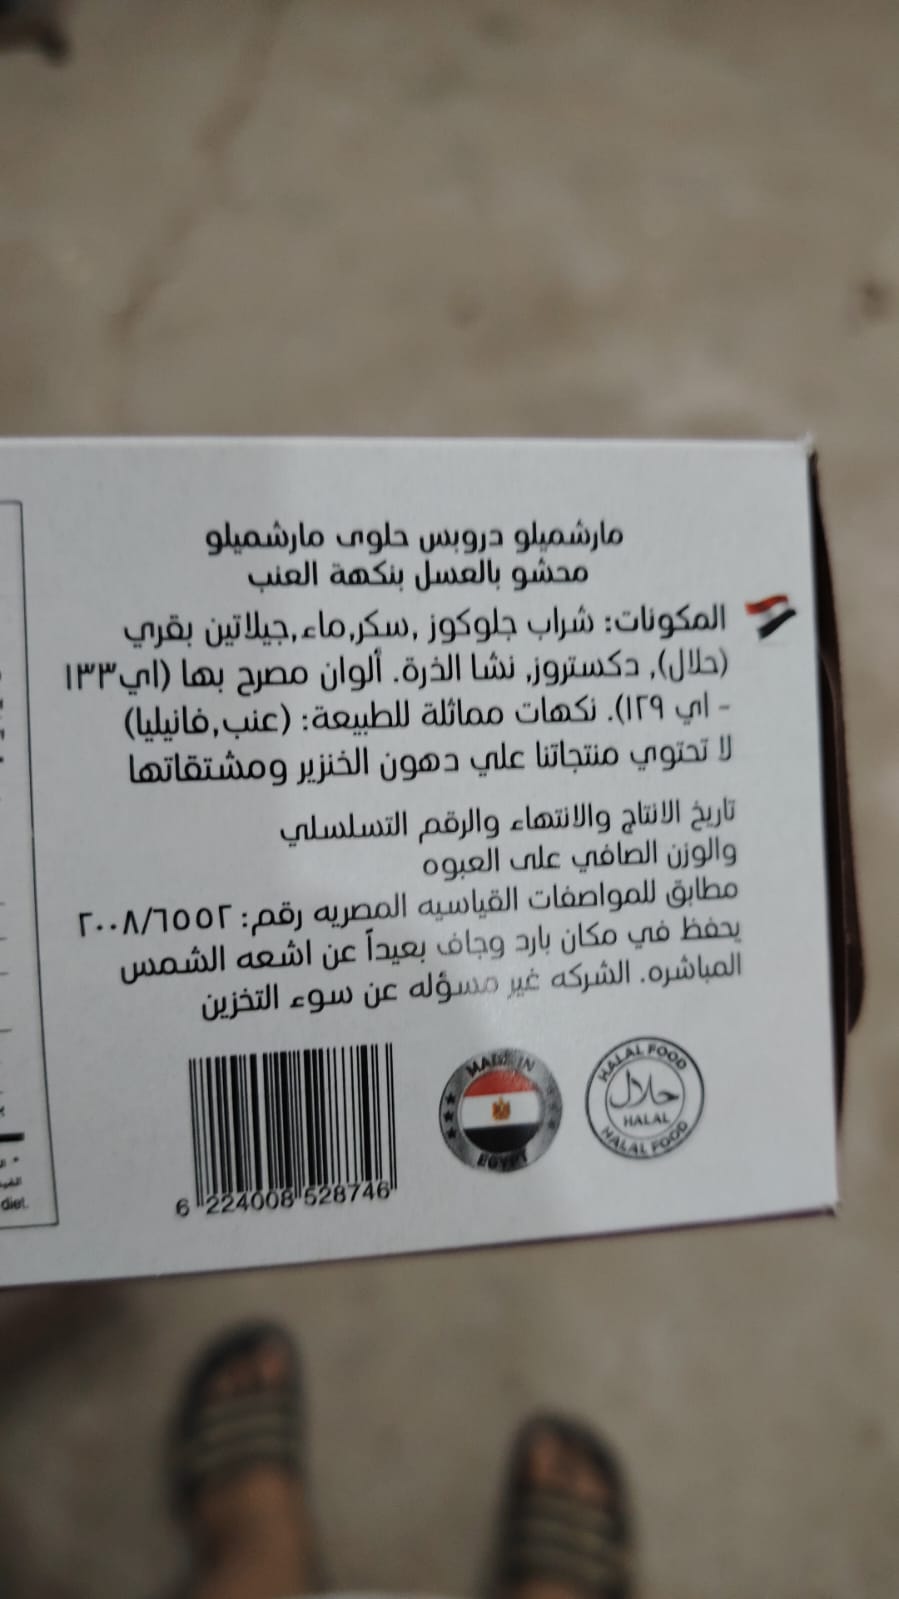 مارشميلو دروبس حلوى مارشميلو
محشو بالعسل بنكهة العنب
المكونات: شراب جلوكوز ,سكر,ماء,جيلاتين بقري
(حلال), دكستروز, نشا الذرة. ألوان مصرح بها (اي١٣٣
- اي ١٢٩). نكهات مماثلة للطبيعة: (عنب,فانيليا)
لا تحتوي منتجاتنا علي دهون الخنزير ومشتقاتها
تاريخ الانتاج والانتهاء والرقم التسلسلي
والوزن الصافي على العبوه
مطابق للمواصفات القياسيه المصريه رقم: ٢٠٠٨/٦٥٥٢
يحفظ في مكان بارد وجاف بعيداً عن اشعه الشمس
المباشره. الشركه غير مسؤله عن سوء التخزين
HALAL FOOD
حلال
HALAL
HALAL FOOD
MADE IN
EGYPT
6 224008 528746
diet.